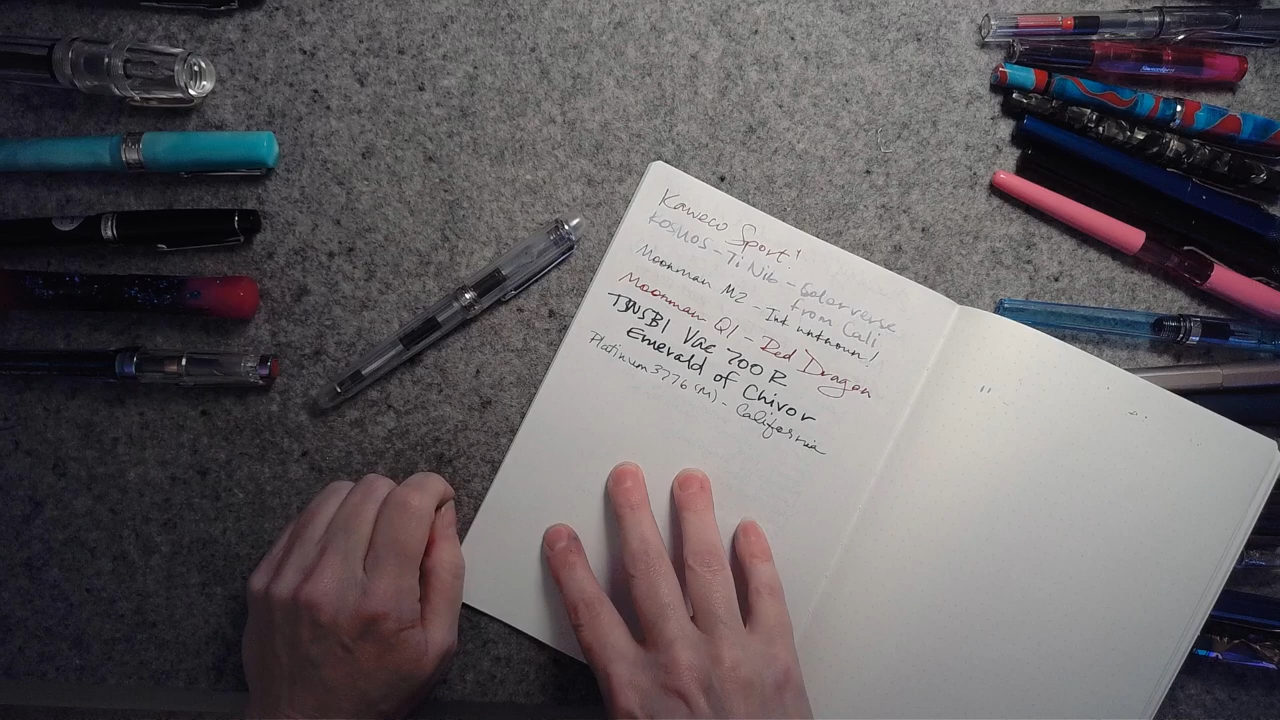 Kaweco Sport
Kosmos - Ti Nib - Colorverse
from Cali
Moonman M2 - Ink unknown!
Moonman Q1 - Red Dragon
TWSBI Vac 700 R
Emerald of Chivor
Platinum 3776 (M) - California